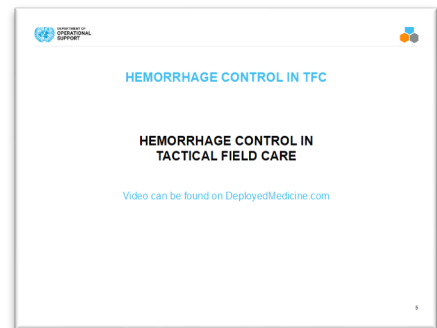 DEPARTMENT OF
OPERATIONAL
SUPPORT
HEMORRHAGE CONTROL IN TFC
HEMORRHAGE CONTROL IN
TACTICAL FIELD CARE
Video can be found on DeployedMedicine.com